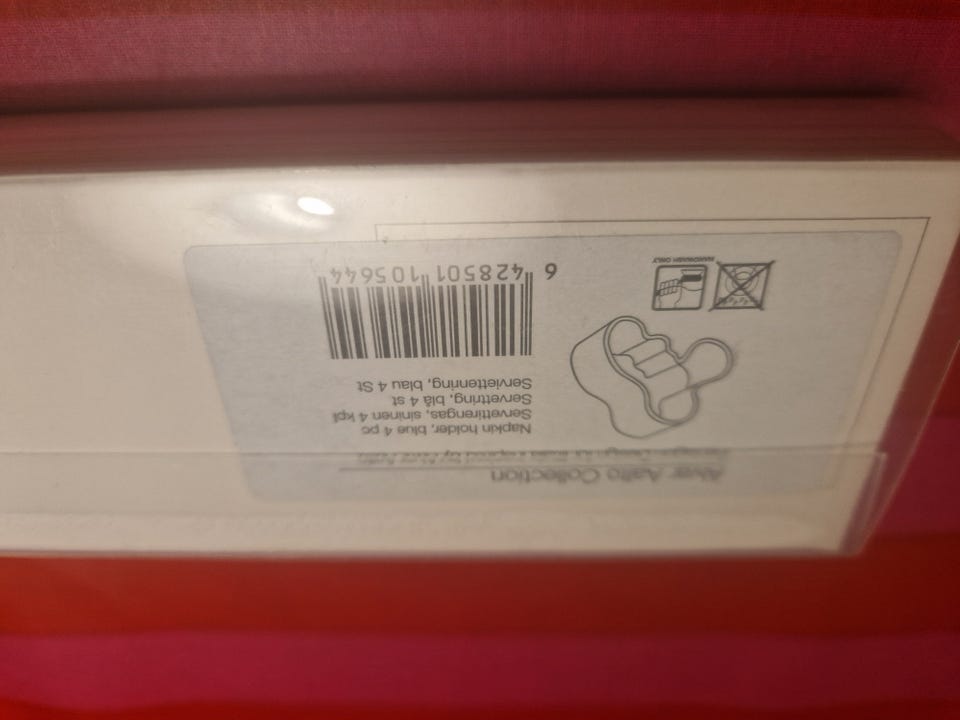 Alvar Aalto Collection
Napkin holder, blue 4 pc
Servettirengas, sininen 4 kpl
Servettring, blå 4 st
Serviettenring, blau 4 St
6 428501 105644
HANDWASH ONLY